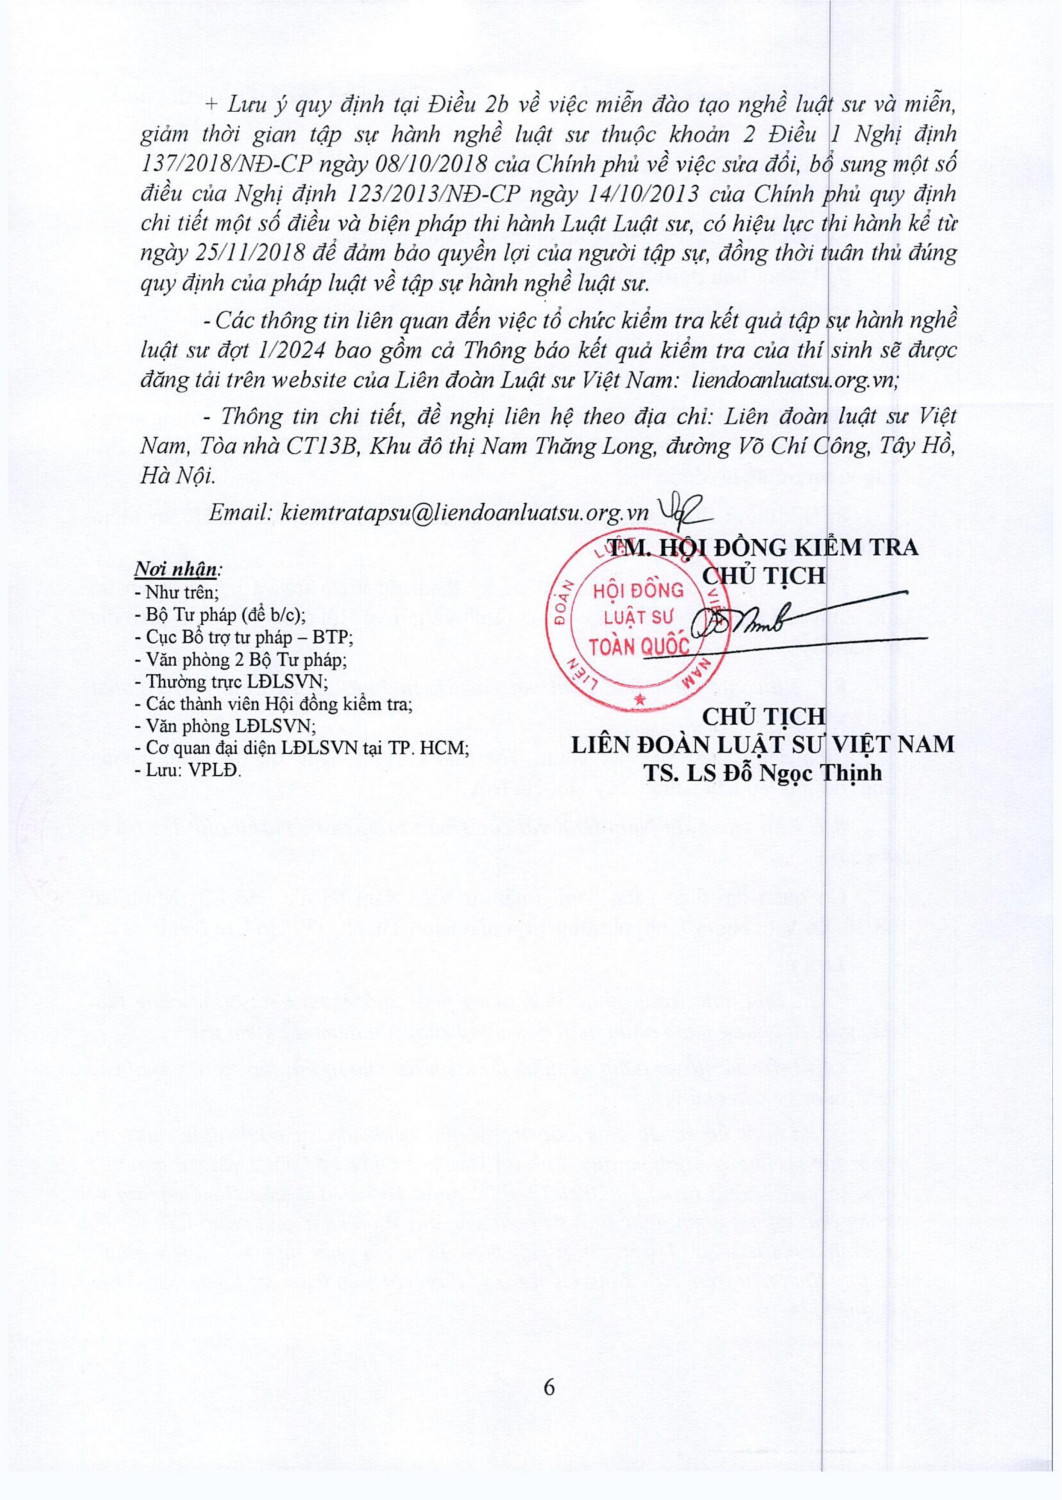 + Lưu ý quy định tại Điều 2b về việc miễn đào tạo nghề luật sư và miễn,
giảm thời gian tập sự hành nghề luật sư thuộc khoản 2 Điều 1 Nghị định
137/2018/NĐ-CP ngày 08/10/2018 của Chính phủ về việc sửa đổi, bổ sung một số
điều của Nghị định 123/2013/NĐ-CP ngày 14/10/2013 của Chính phủ quy định
chi tiết một số điều và biện pháp thi hành Luật Luật sư, có hiệu lực thi hành kể từ
ngày 25/11/2018 để đảm bảo quyền lợi của người tập sự, đồng thời tuân thủ đúng
quy định của pháp luật về tập sự hành nghề luật sư.
- Các thông tin liên quan đến việc tổ chức kiểm tra kết quả tập sự hành nghề
luật sư đợt 1/2024 bao gồm cả Thông báo kết quả kiểm tra của thí sinh sẽ được
đăng tải trên website của Liên đoàn Luật sư Việt Nam: liendoanluatsu.org.vn;
- Thông tin chi tiết, đề nghị liên hệ theo địa chỉ: Liên đoàn luật sư Việt
Nam, Tòa nhà CT13B, Khu đô thị Nam Thăng Long, đường Võ Chí Công, Tây Hồ,
Hà Nội.
Email: kiemtratapsu@liendoanluatsu.org.vn
TM. HỘI ĐỒNG KIỂM TRA
CHỦ TỊCH
LIÊN ĐOÀN LUẬT SƯ VIỆT NAM
HỘI ĐỒNG
LUẬT SƯ
TOÀN QUỐC
CHỦ TỊCH
LIÊN ĐOÀN LUẬT SƯ VIỆT NAM
TS. LS Đỗ Ngọc Thịnh
Nơi nhận:
- Như trên;
- Bộ Tư pháp (để b/c);
- Cục Bổ trợ tư pháp – BTP;
- Văn phòng 2 Bộ Tư pháp;
- Thường trực LĐLSVN;
- Các thành viên Hội đồng kiểm tra;
- Văn phòng LĐLSVN;
- Cơ quan đại diện LĐLSVN tại TP. HCM;
- Lưu: VPLĐ.
6